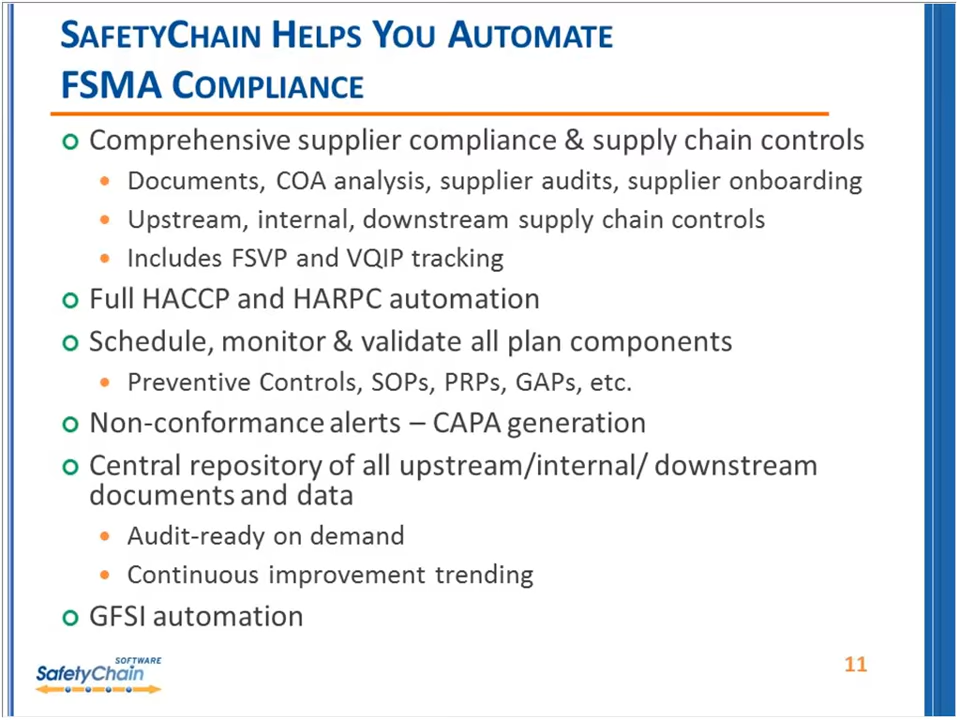 SAFETYCHAIN HELPS YOU AUTOMATE
FSMA COMPLIANCE
Comprehensive supplier compliance & supply chain controls
Documents, COA analysis, supplier audits, supplier onboarding
Upstream, internal, downstream supply chain controls
Includes FSVP and VQIP tracking
Full HACCP and HARPC automation
Schedule, monitor & validate all plan components
Preventive Controls, SOPs, PRPs, GAPs, etc.
Non-conformance alerts – CAPA generation
Central repository of all upstream/internal/ downstream
documents and data
Audit-ready on demand
Continuous improvement trending
GFSI automation
SOFTWARE
SafetyChain
11